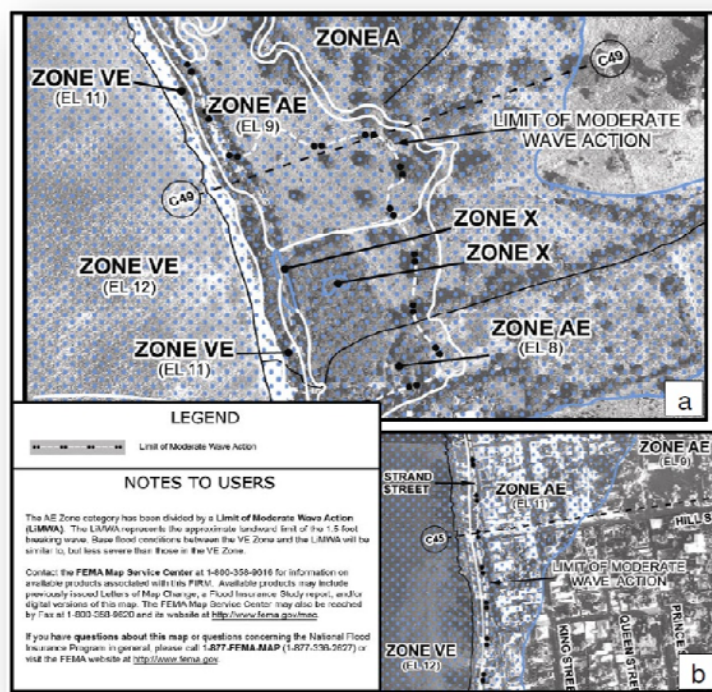 ZONE A
ZONE VE
(EL 11)
ZONE AE
(EL 9)
C49
LIMIT OF MODERATE
WAVE ACTION
C49
ZONE X
ZONE X
ZONE VE
(EL 12)
ZONE VE
(EL 11)
ZONE AE
(EL 8)
a
LEGEND
Limit of Moderate Wave Action
NOTES TO USERS
The AE Zone category has been divided by a Limit of Moderate Wave Action
(LiMWA). The LiMWA represents the approximate landward limit of the 1.5 foot
breaking wave. Base flood conditions between the VE Zone and the LiMWA will be
similar to, but less severe than those in the VE Zone.
Contact the FEMA Map Service Center at 1-800-358-9616 for information on
available products associated with this FIRM. Available products may include
previously issued Letters of Map Change, a Flood Insurance Study report, and/or
digital versions of this map. The FEMA Map Service Center may also be reached
by Fax at 1-800-358-9620 and its website at http://www.fema.gov/msc.
If you have questions about this map or questions concerning the National Flood
Insurance Program in general, please call 1-877-FEMA-MAP (1-877-336-2627) or
visit the FEMA website at http://www.fema.gov.
ZONE AE
(EL 9)
STRAND
STREET
ZONE AE
(EL 11)
C45
HILL S
LIMIT OF MODERATE
WAVE ACTION
KING STREET
QUEEN STREET
PRINCE S
ZONE VE
(EL 12)
b